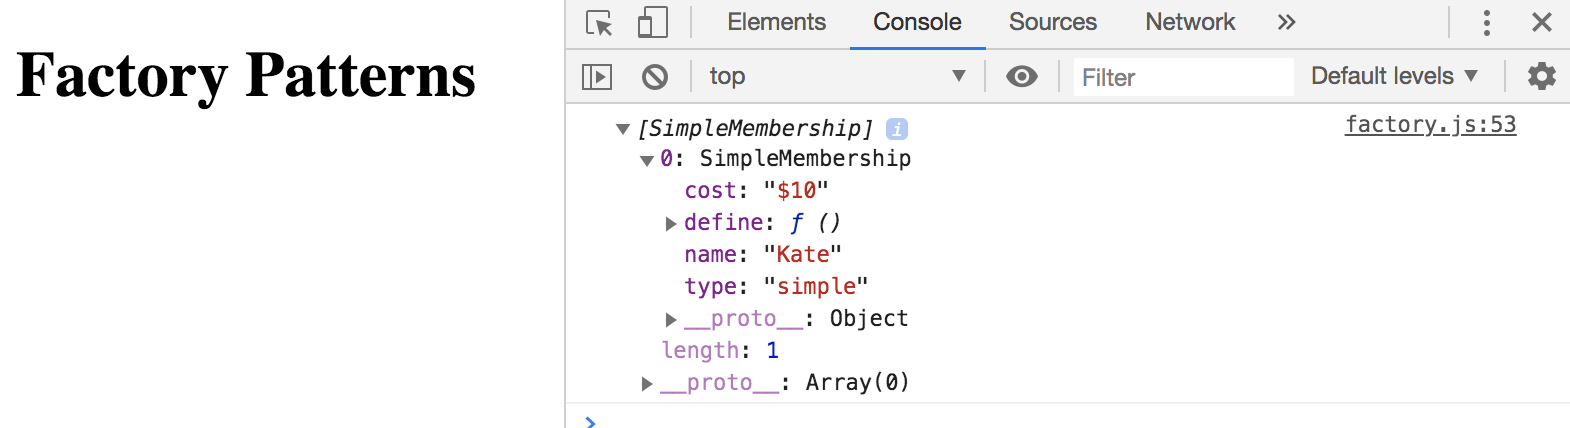 Factory Patterns
Elements Console Sources Network »
top ▼ Filter Default levels ▼
▼ [SimpleMembership] i factory.js:53
▼ 0: SimpleMembership
cost: "$10"
▶ define: ƒ ()
name: "Kate"
type: "simple"
▶ __proto__: Object
length: 1
▶ __proto__: Array(0)
>